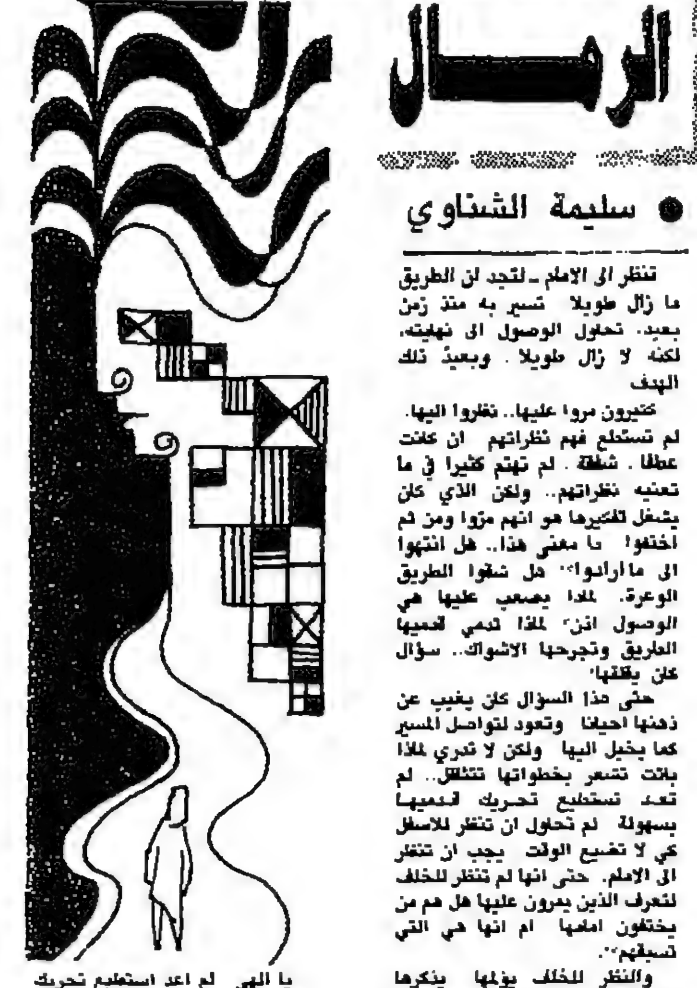 الرمال
● سليمة الشناوي
تنظر الى الامام ـ لتجد ان الطريق
ما زال طويلا تسير به منذ زمن
بعيد، تحاول الوصول الى نهايته،
لكنه لا زال طويلا . وبعيدٌ ذلك
الهدف
كثيرون مروا عليها.. نظروا اليها.
لم تستطع فهم نظراتهم ان كانت
عطفا . شفقة . لم تهتم كثيرا في ما
تعنيه نظراتهم.. ولكن الذي كان
يشغل تفكيرها هو انهم مرّوا ومن ثم
اختفوا ما معنى هذا.. هل انتهوا
الى ما ارادوا؟ هل شقوا الطريق
الوعرة. لماذا يصعب عليها هي
الوصول اذن؟ لماذا تدمي قدميها
الطريق وتجرحها الاشواك.. سؤال
كان يقلقها؟
حتى هذا السؤال كان يغيب عن
ذهنها احيانا وتعود لتواصل المسير
كما يخيل اليها ولكن لا تدري لماذا
باتت تشعر بخطواتها تتثاقل.. لم
تعد تستطيع تحريك قدميها
بسهولة لم تحاول ان تنظر للاسفل
كي لا تضيع الوقت يجب ان تنظر
الى الامام. حتى انها لم تنظر للخلف
لتعرف الذين يمرون عليها هل هم من
يختفون امامها ام انها هي التي
تسبقهم؟.
والنظر للخلف يؤلمها يذكرها
يا الهي لم اعد استطيع تحريك